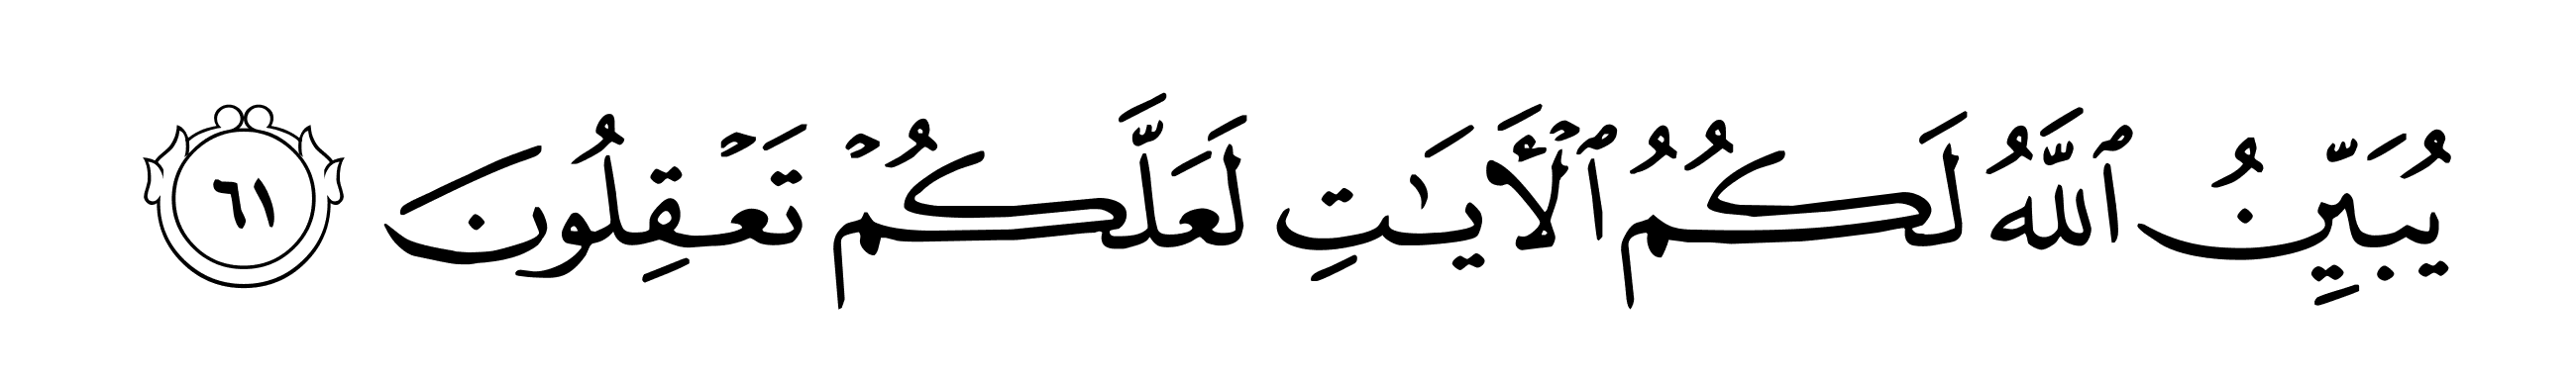 يُبَيِّنُ ٱللَّهُ لَكُمُ ٱلْأَيَـٰتِ لَعَلَّكُمْ تَعْقِلُونَ ٦١